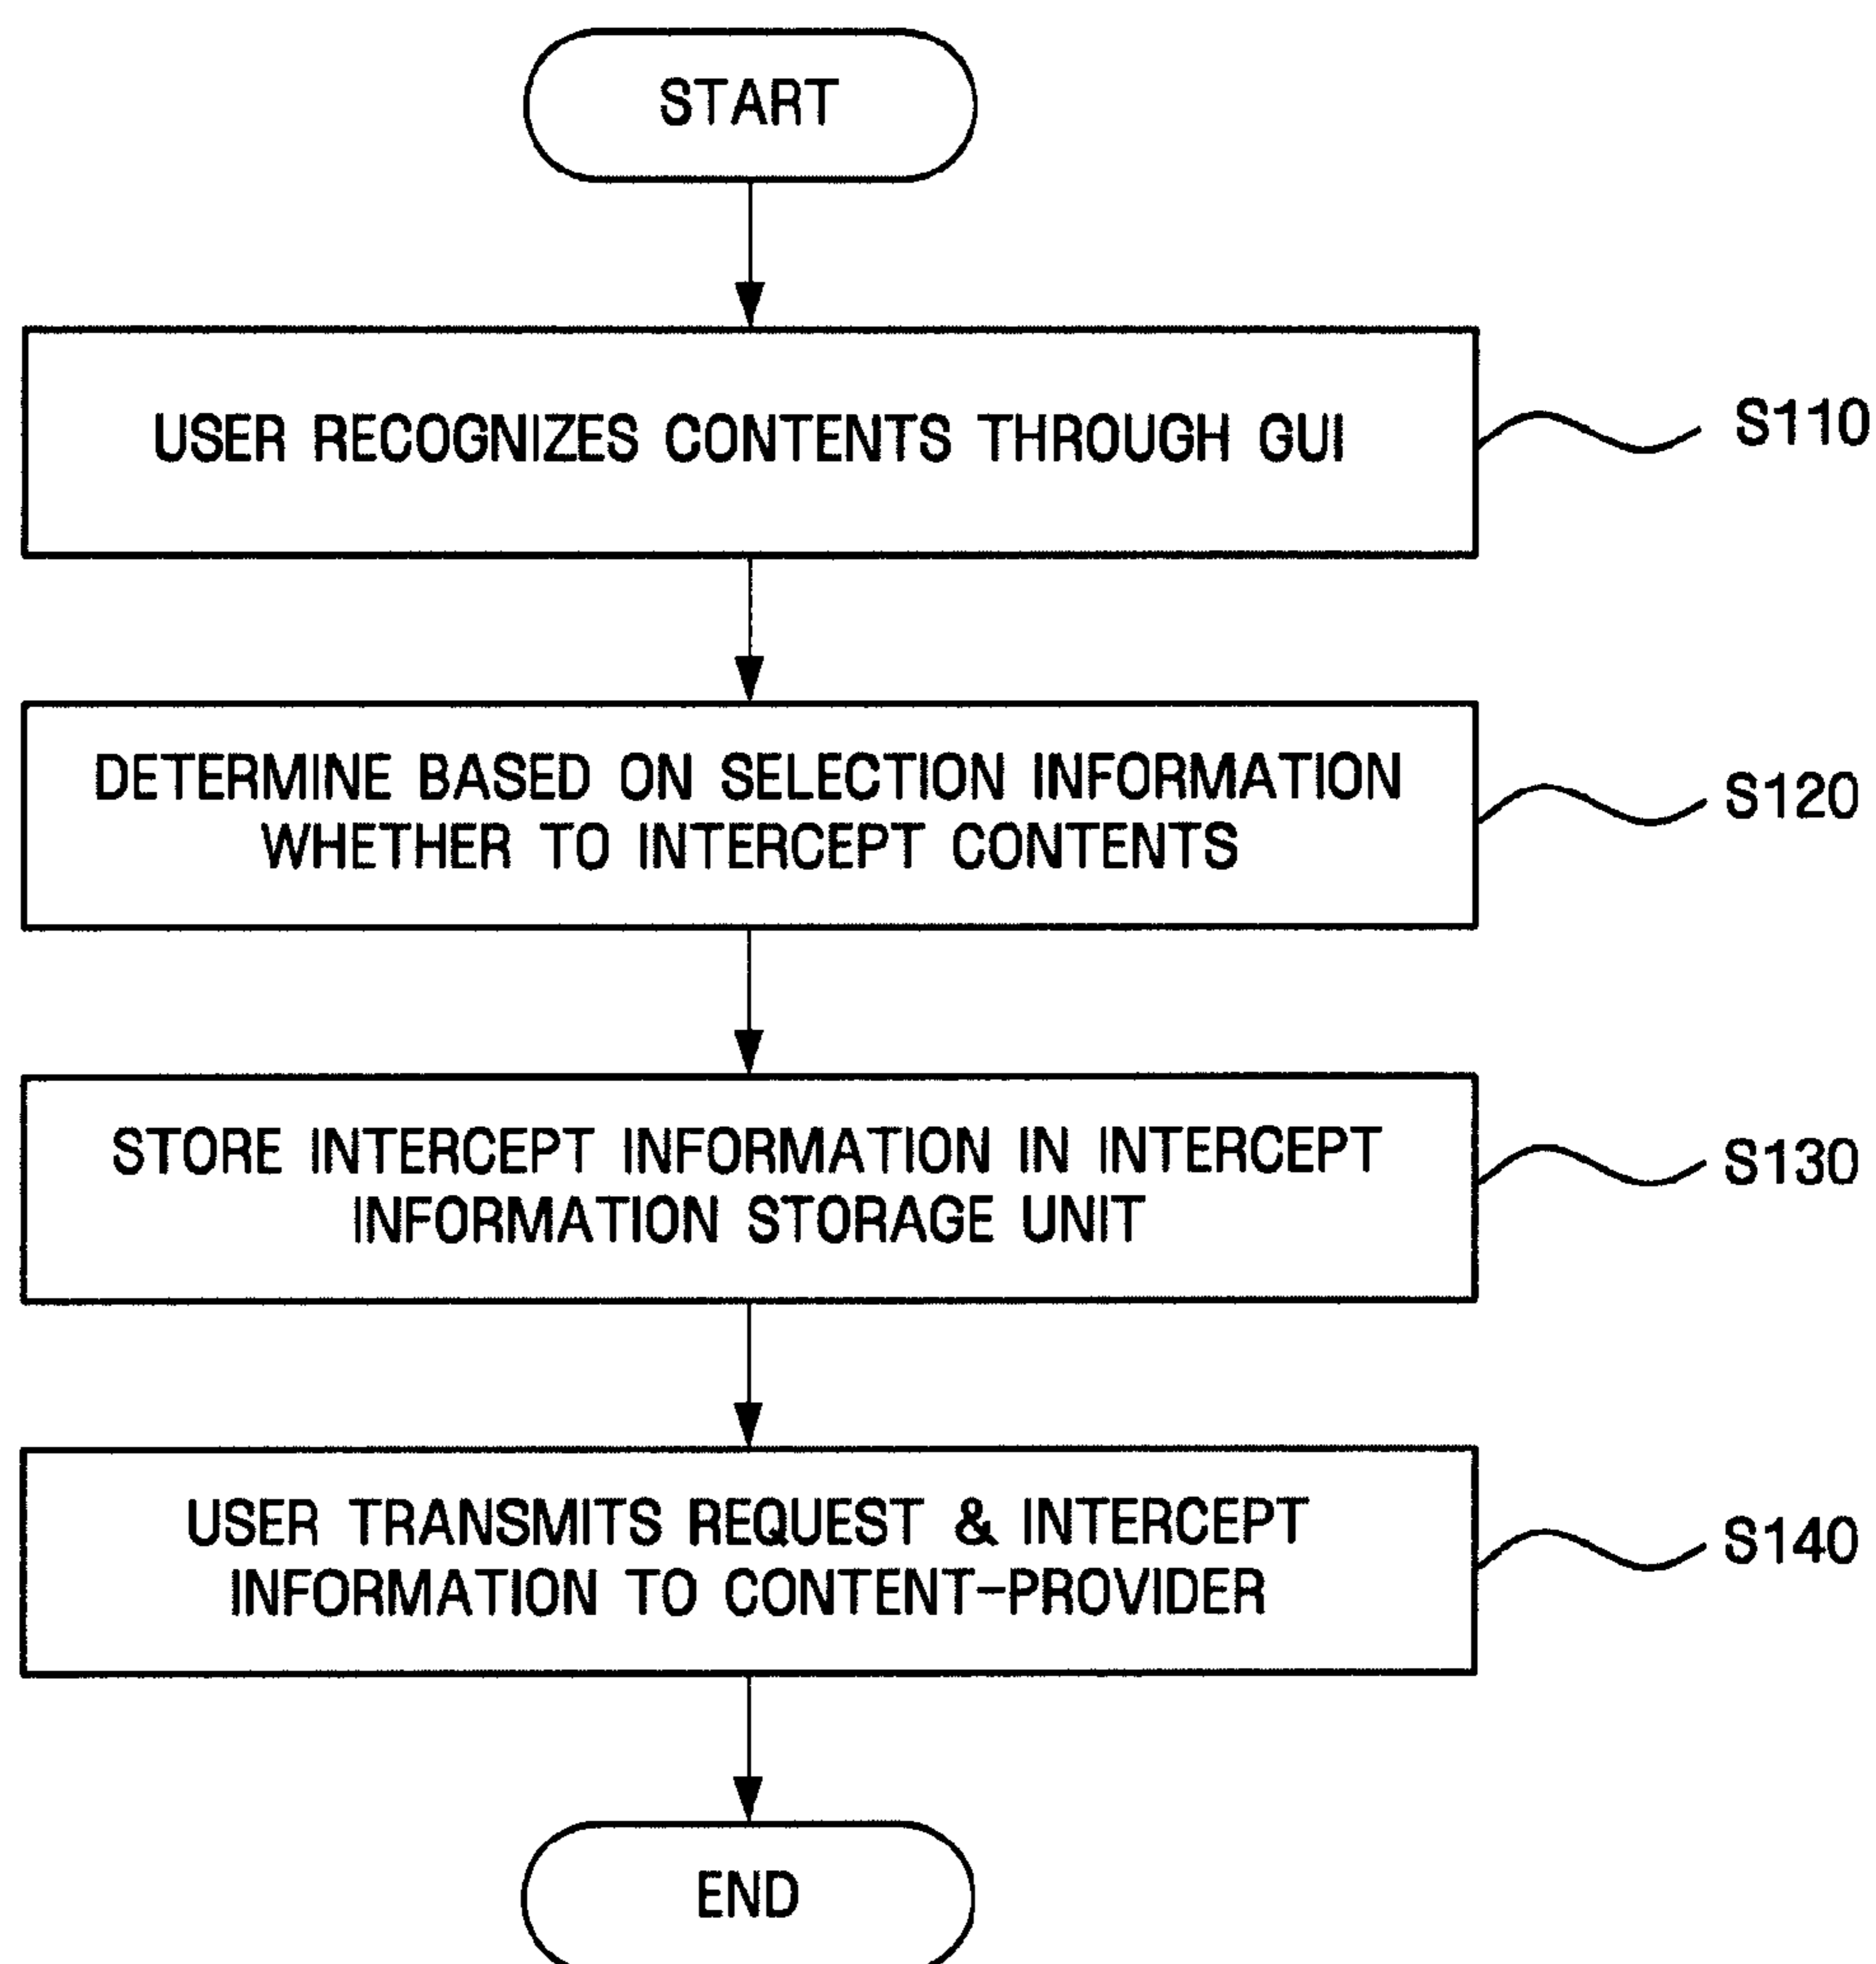 START
USER RECOGNIZES CONTENTS THROUGH GUI
S110
DETERMINE BASED ON SELECTION INFORMATION
WHETHER TO INTERCEPT CONTENTS
S120
STORE INTERCEPT INFORMATION IN INTERCEPT
INFORMATION STORAGE UNIT
S130
USER TRANSMITS REQUEST & INTERCEPT
INFORMATION TO CONTENT-PROVIDER
S140
END